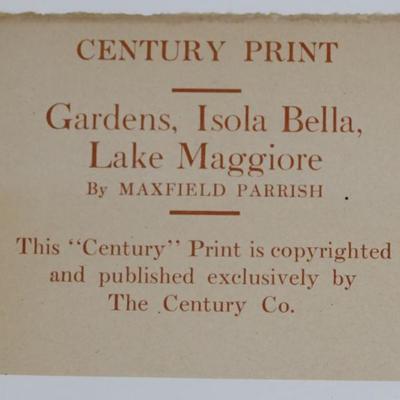 CENTURY PRINT
Gardens, Isola Bella,
Lake Maggiore
By MAXFIELD PARRISH
This “Century” Print is copyrighted
and published exclusively by
The Century Co.